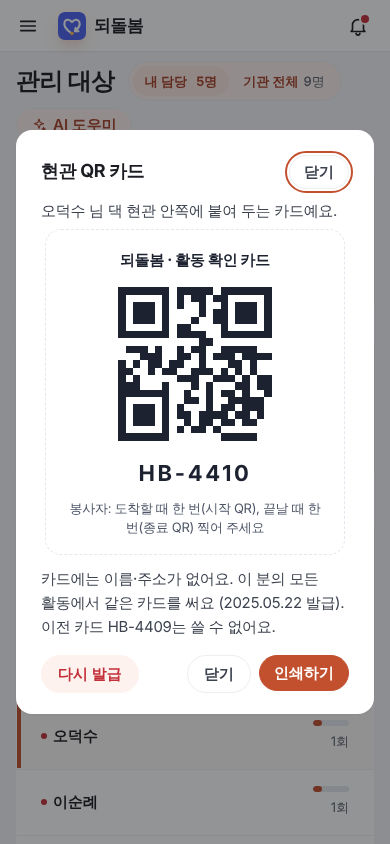 되돌봄
관리 대상
내 담당 5명 기관 전체 9명
AI 도우미
현관 QR 카드
닫기
오덕수 님 댁 현관 안쪽에 붙여 두는 카드예요.
되돌봄 · 활동 확인 카드
HB-4410
봉사자: 도착할 때 한 번(시작 QR), 끝날 때 한
번(종료 QR) 찍어 주세요
카드에는 이름·주소가 없어요. 이 분의 모든
활동에서 같은 카드를 써요 (2025.05.22 발급).
이전 카드 HB-4409는 쓸 수 없어요.
다시 발급 닫기 인쇄하기
오덕수
1회
이순례
1회